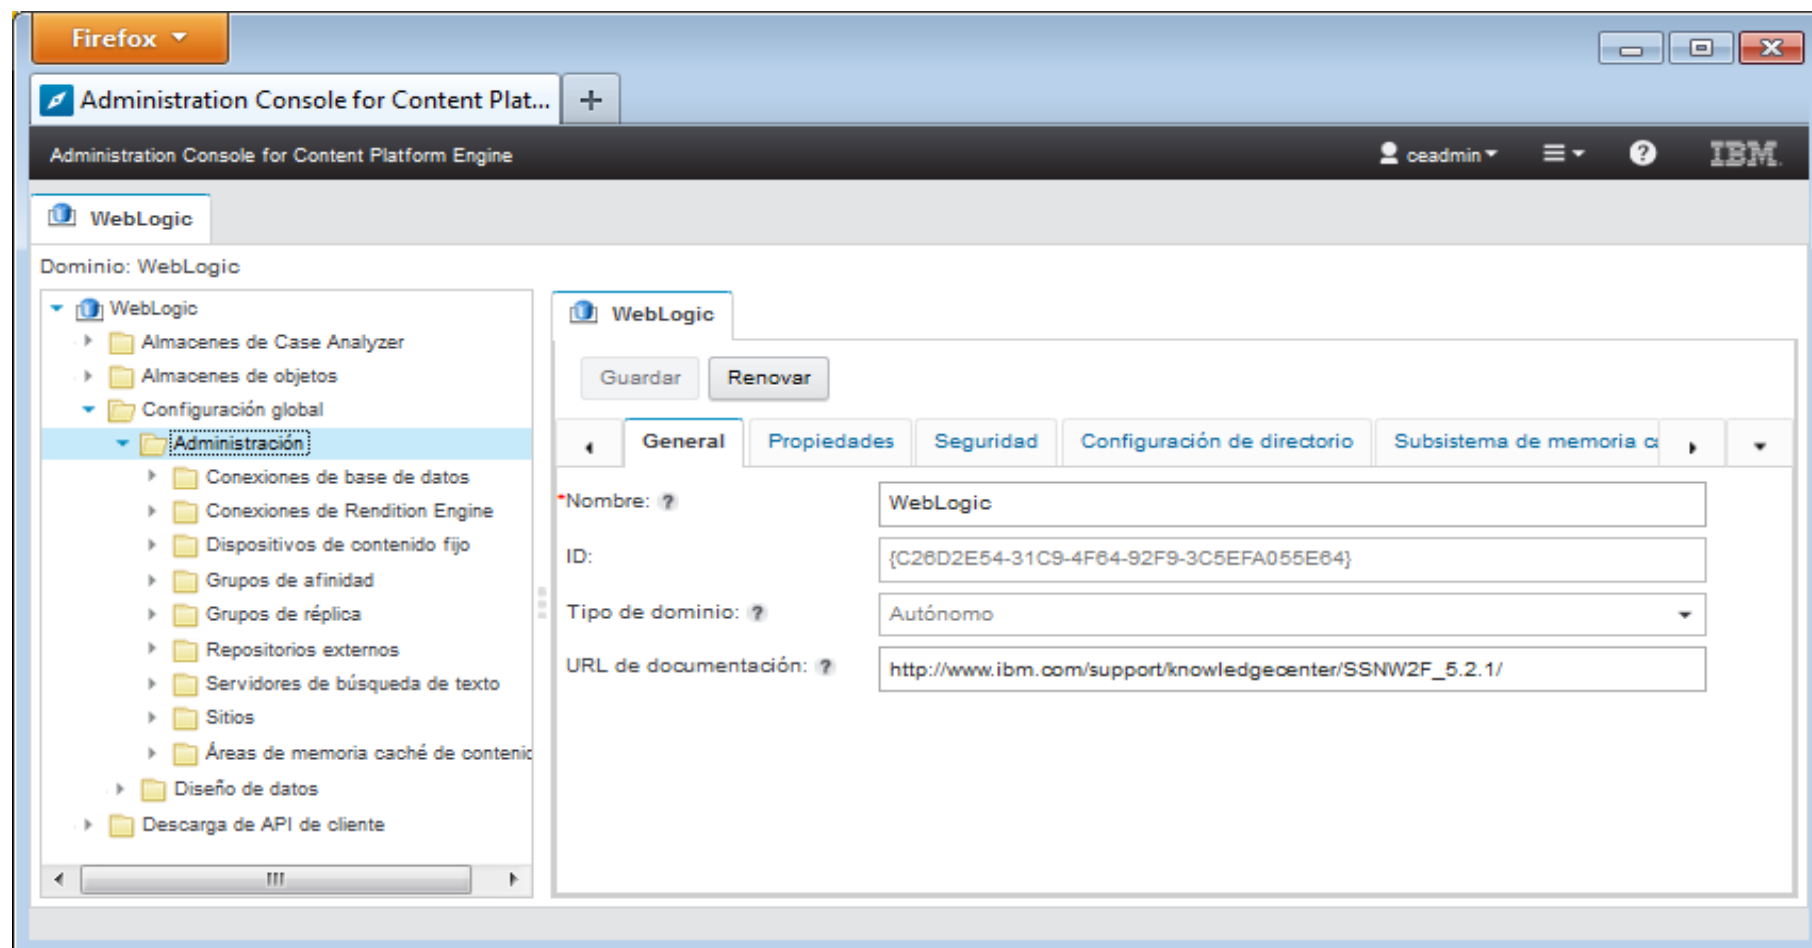 Firefox
Administration Console for Content Plat...
Administration Console for Content Platform Engine
ceadmin
IBM.
WebLogic
Dominio: WebLogic
WebLogic
Almacenes de Case Analyzer
Almacenes de objetos
Configuración global
Administración
Conexiones de base de datos
Conexiones de Rendition Engine
Dispositivos de contenido fijo
Grupos de afinidad
Grupos de réplica
Repositorios externos
Servidores de búsqueda de texto
Sitios
Áreas de memoria caché de contenic
Diseño de datos
Descarga de API de cliente
WebLogic
Guardar Renovar
General Propiedades Seguridad Configuración de directorio Subsistema de memoria ca
*Nombre: ? WebLogic
ID: {C26D2E54-31C9-4F64-92F9-3C5EFA055E64}
Tipo de dominio: ? Autónomo
URL de documentación: ? http://www.ibm.com/support/knowledgecenter/SSNW2F_5.2.1/